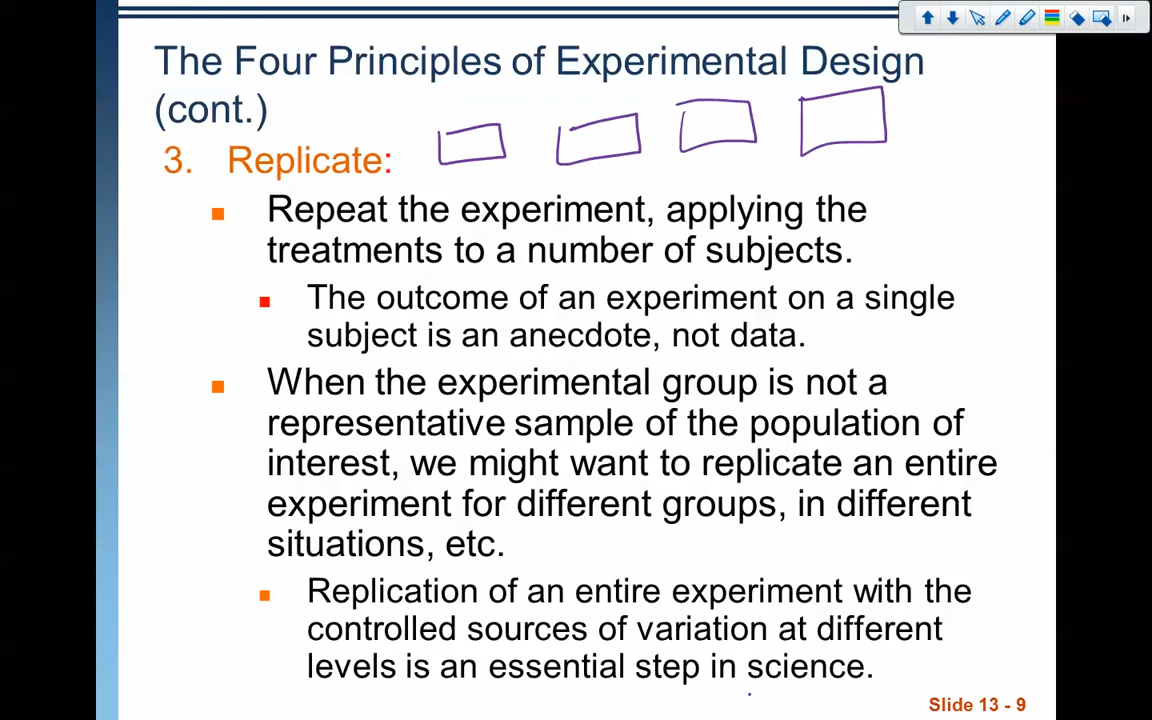 The Four Principles of Experimental Design
(cont.)
3. Replicate:
Repeat the experiment, applying the
treatments to a number of subjects.
The outcome of an experiment on a single
subject is an anecdote, not data.
When the experimental group is not a
representative sample of the population of
interest, we might want to replicate an entire
experiment for different groups, in different
situations, etc.
Replication of an entire experiment with the
controlled sources of variation at different
levels is an essential step in science.
Slide 13 - 9